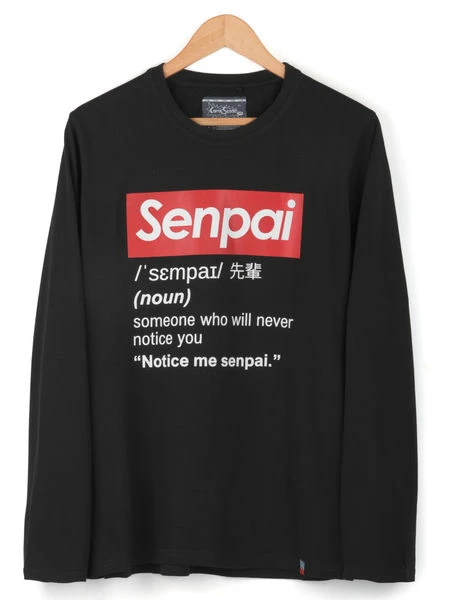 Senpai
/ˈsɛmpaɪ/ 先輩
(noun)
someone who will never
notice you
“Notice me senpai.”